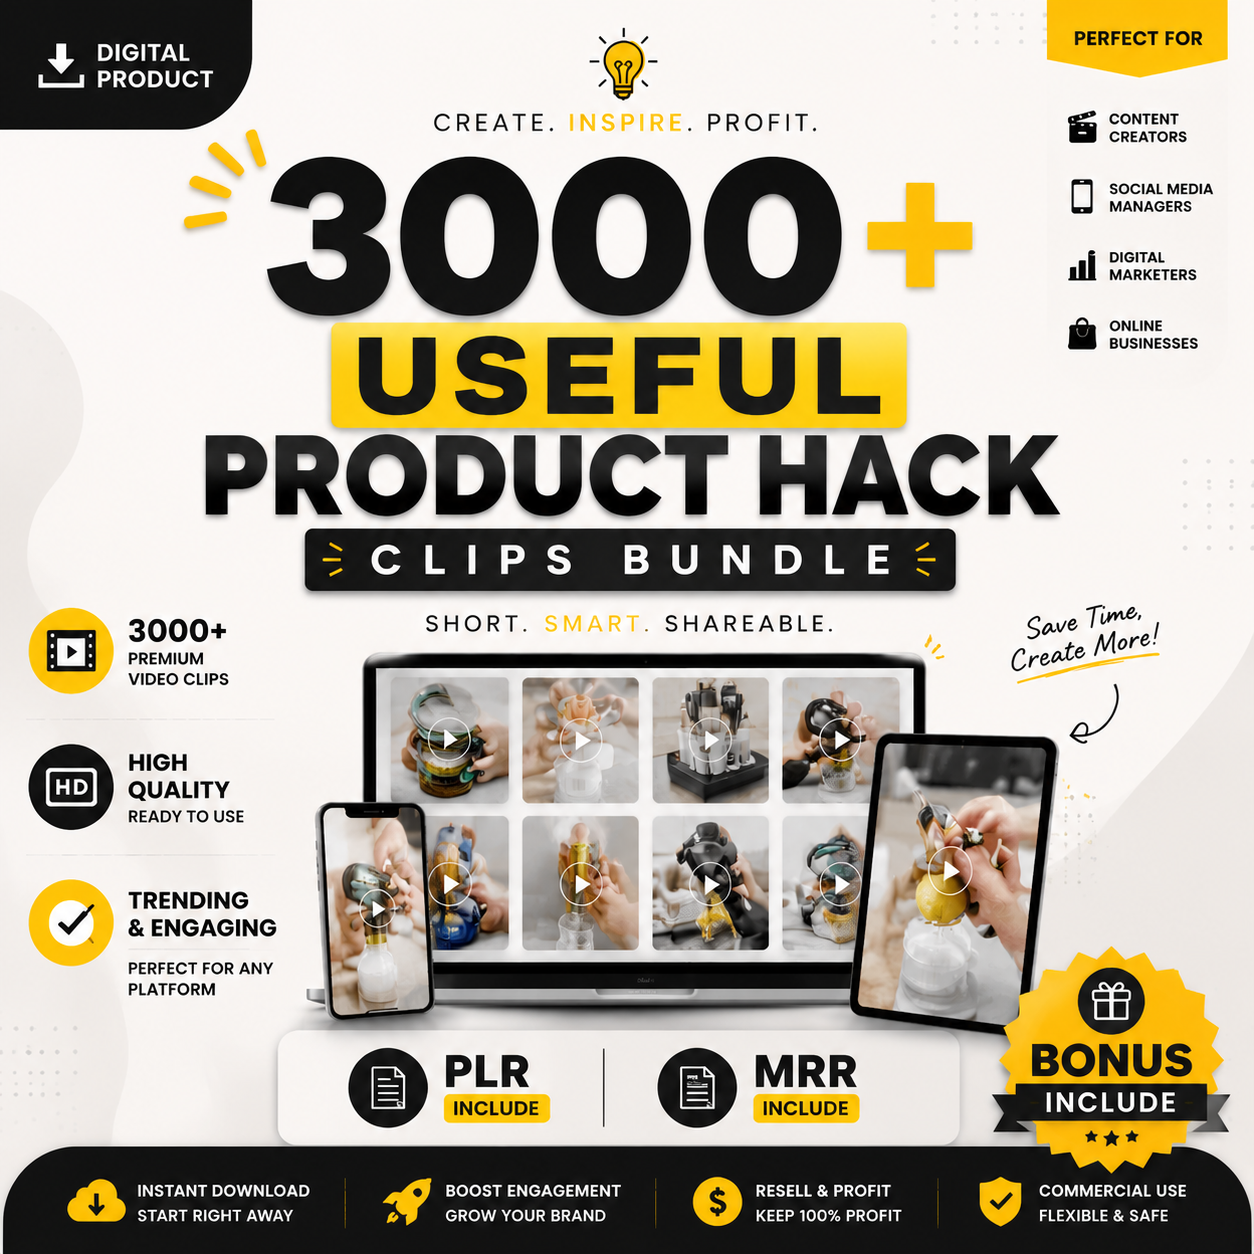 DIGITAL
PRODUCT
CREATE. INSPIRE. PROFIT.
3000+
USEFUL
PRODUCT HACK
CLIPS BUNDLE
SHORT. SMART. SHAREABLE.
PERFECT FOR
CONTENT
CREATORS
SOCIAL MEDIA
MANAGERS
DIGITAL
MARKETERS
ONLINE
BUSINESSES
3000+
PREMIUM
VIDEO CLIPS
HD
HIGH
QUALITY
READY TO USE
TRENDING
& ENGAGING
PERFECT FOR ANY
PLATFORM
Save Time,
Create More!
PLR
INCLUDE
MRR
INCLUDE
BONUS
INCLUDE
INSTANT DOWNLOAD
START RIGHT AWAY
BOOST ENGAGEMENT
GROW YOUR BRAND
$
RESELL & PROFIT
KEEP 100% PROFIT
COMMERCIAL USE
FLEXIBLE & SAFE